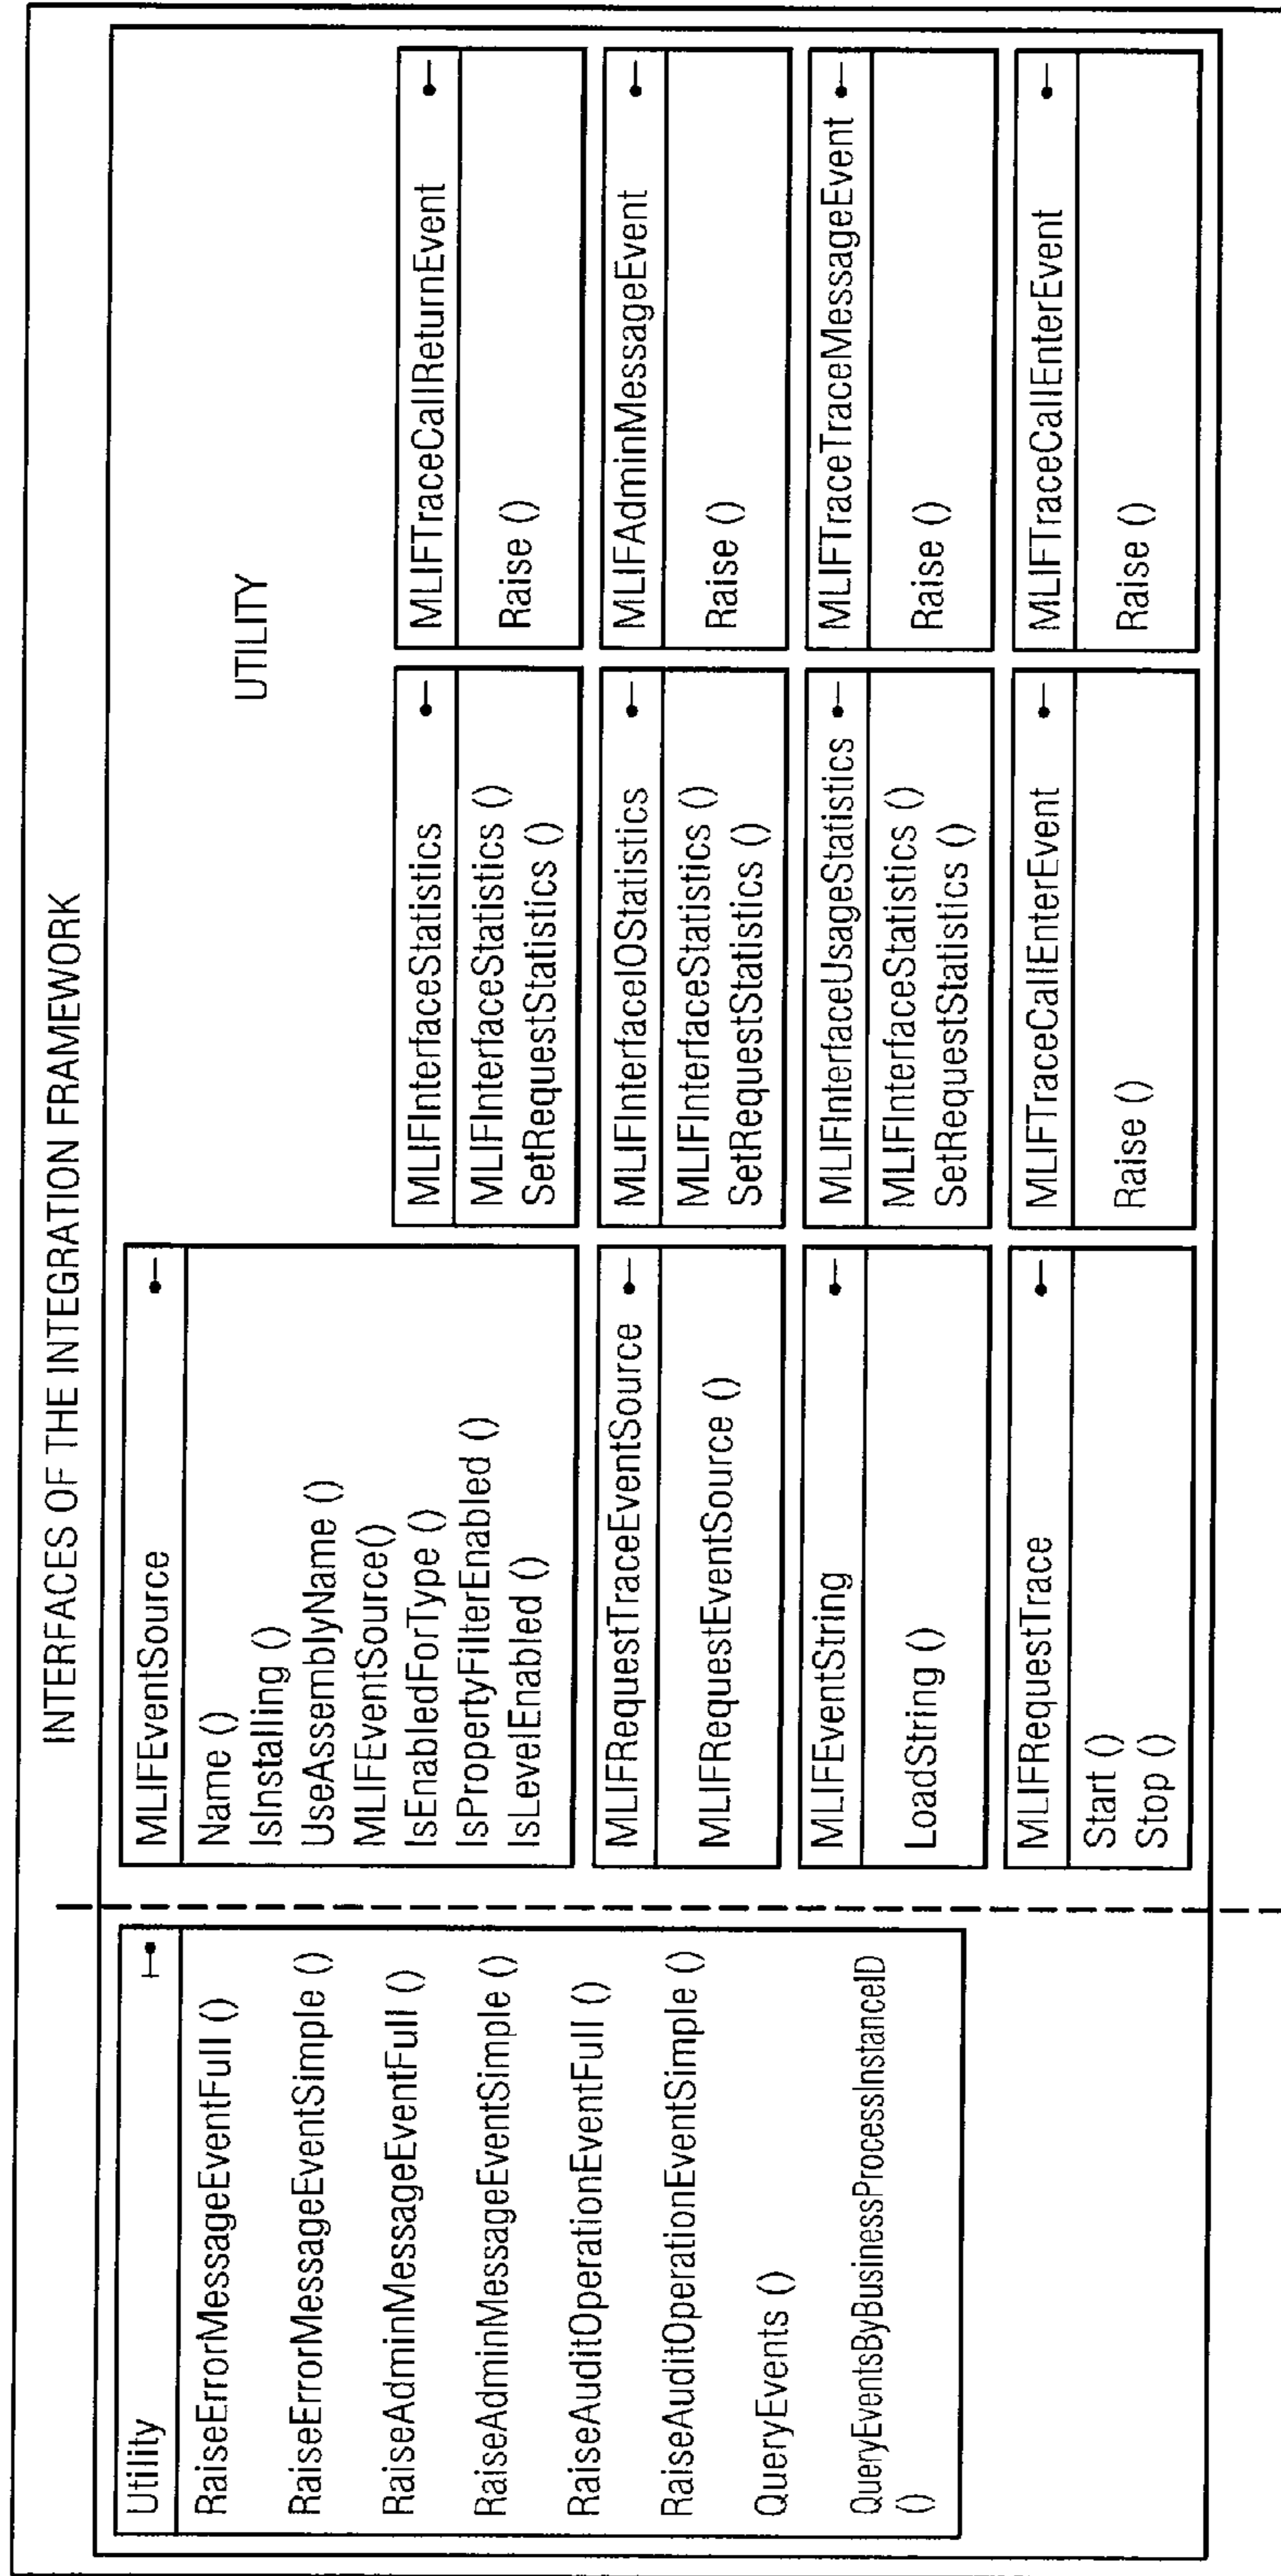 INTERFACES OF THE INTEGRATION FRAMEWORK
UTILITY
Utility
RaiseErrorMessageEventFull ()
RaiseErrorMessageEventSimple ()
RaiseAdminMessageEventFull ()
RaiseAdminMessageEventSimple ()
RaiseAuditOperationEventFull ()
RaiseAuditOperationEventSimple ()
QueryEvents ()
QueryEventsByBusinessProcessInstanceID
()
MLIFEventSource
Name ()
IsInstalling ()
UseAssemblyName ()
MLIFEventSource()
IsEnabledForType ()
IsPropertyFilterEnabled ()
IsLevelEnabled ()
MLIFRequestTraceEventSource
MLIFRequestEventSource ()
MLIFEventString
LoadString ()
MLIFRequestTrace
Start ()
Stop ()
MLIFInterfaceStatistics
MLIFInterfaceStatistics ()
SetRequestStatistics ()
MLIFInterfaceIOStatistics
MLIFInterfaceStatistics ()
SetRequestStatistics ()
MLIFInterfaceUsageStatistics
MLIFInterfaceStatistics ()
SetRequestStatistics ()
MLIFTraceCallEnterEvent
Raise ()
MLIFTraceCallReturnEvent
Raise ()
MLIFAdminMessageEvent
Raise ()
MLIFTraceTraceMessageEvent
Raise ()
MLIFTraceCallEnterEvent
Raise ()